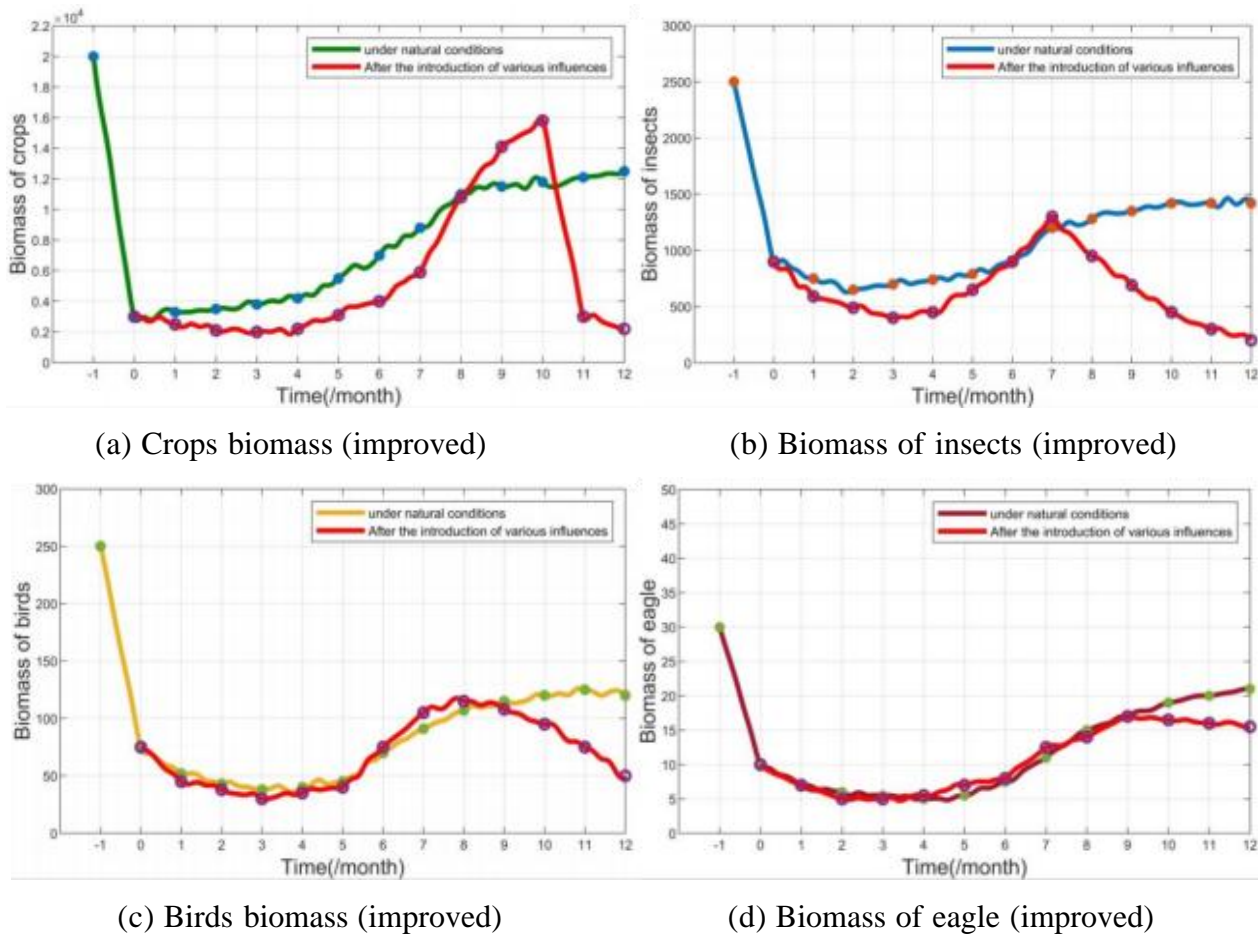 ×10⁴
2.2
2
1.8
1.6
1.4
1.2
1
0.8
0.6
0.4
0.2
0
Biomass of crops
under natural conditions
After the introduction of various influences
-1 0 1 2 3 4 5 6 7 8 9 10 11 12
Time(/month)
(a) Crops biomass (improved)
3000
2500
2000
1500
1000
500
0
Biomass of insects
under natural conditions
After the introduction of various influences
-1 0 1 2 3 4 5 6 7 8 9 10 11 12
Time(/month)
(b) Biomass of insects (improved)
300
250
200
150
100
50
0
Biomass of birds
under natural conditions
After the introduction of various influences
-1 0 1 2 3 4 5 6 7 8 9 10 11 12
Time(/month)
(c) Birds biomass (improved)
50
45
40
35
30
25
20
15
10
5
0
Biomass of eagle
under natural conditions
After the introduction of various influences
-1 0 1 2 3 4 5 6 7 8 9 10 11 12
Time(/month)
(d) Biomass of eagle (improved)